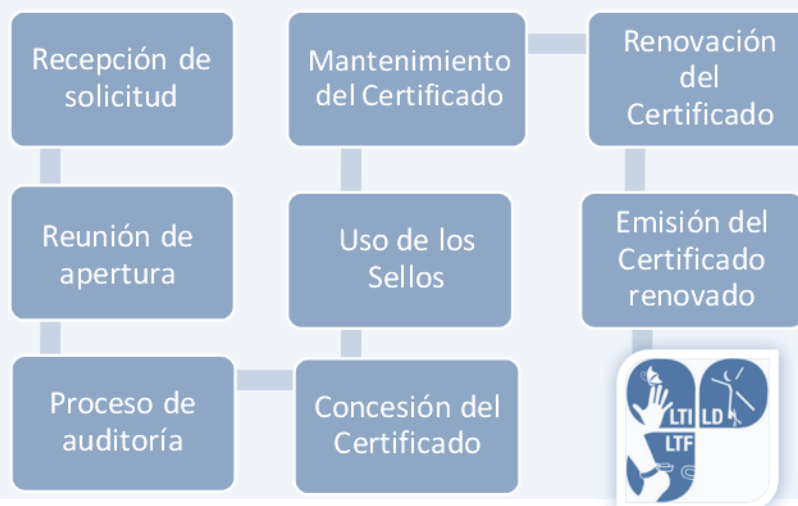 Recepción de
solicitud
Reunión de
apertura
Proceso de
auditoría
Concesión del
Certificado
Uso de los
Sellos
Mantenimiento
del Certificado
Renovación
del
Certificado
Emisión del
Certificado
renovado
LTI LD
LTF